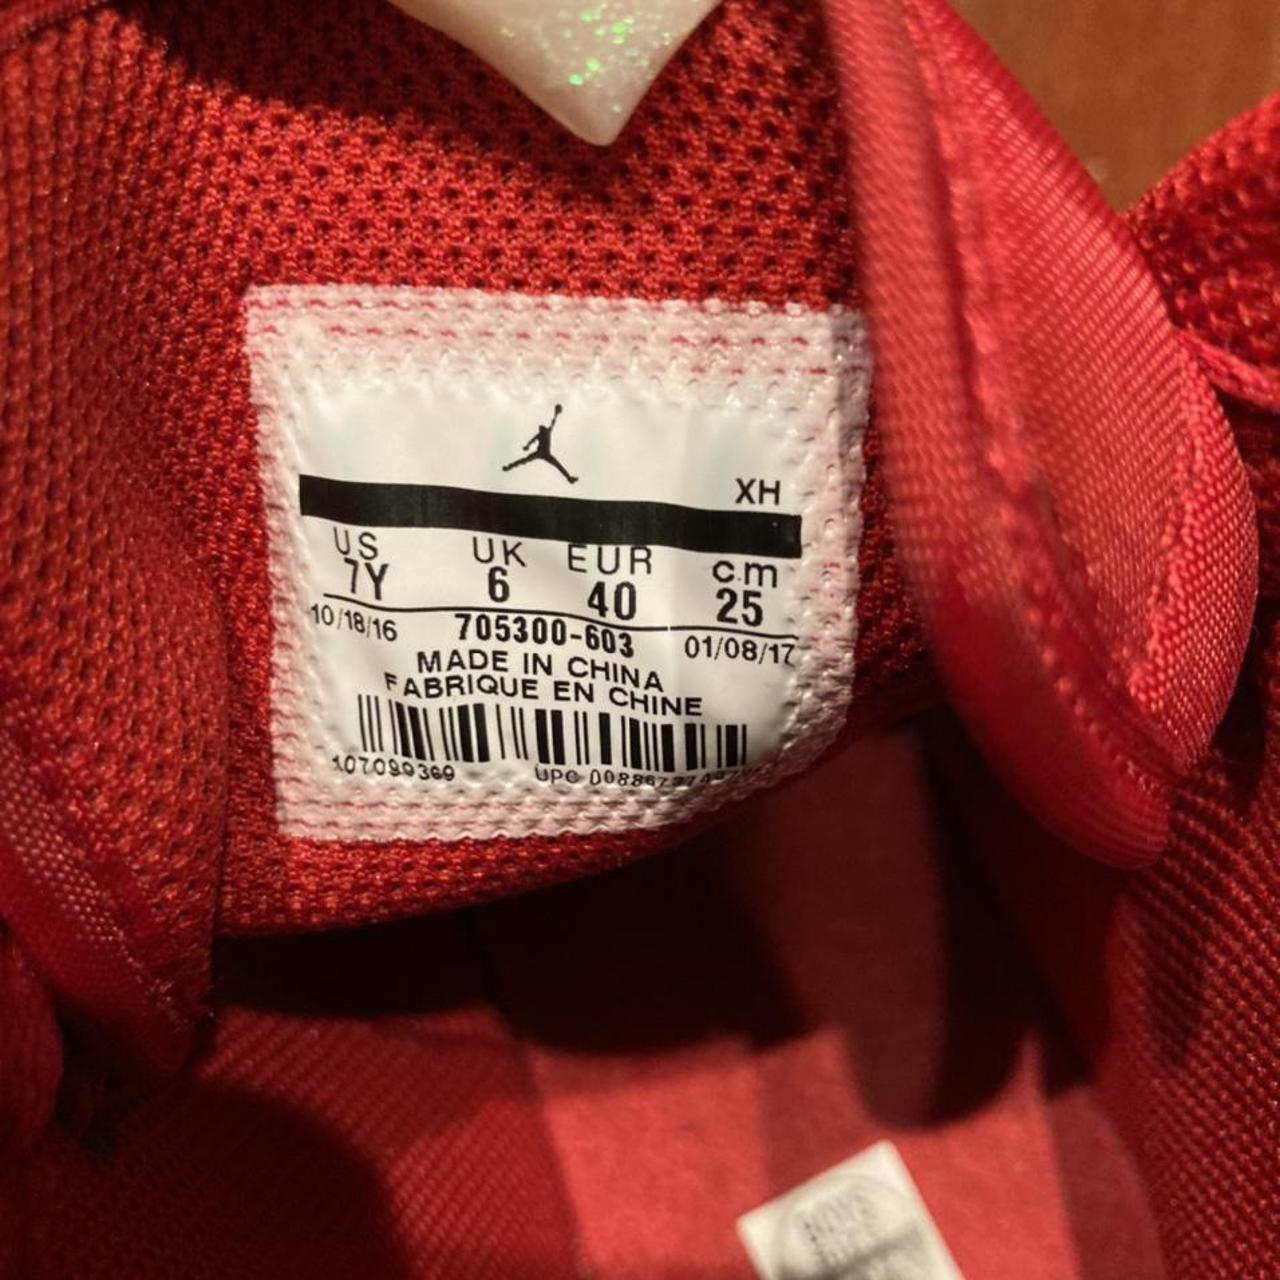 XH
US UK EUR cm
7Y 6 40 25
10/18/16 705300-603 01/08/17
MADE IN CHINA
FABRIQUE EN CHINE
107099369
UPC